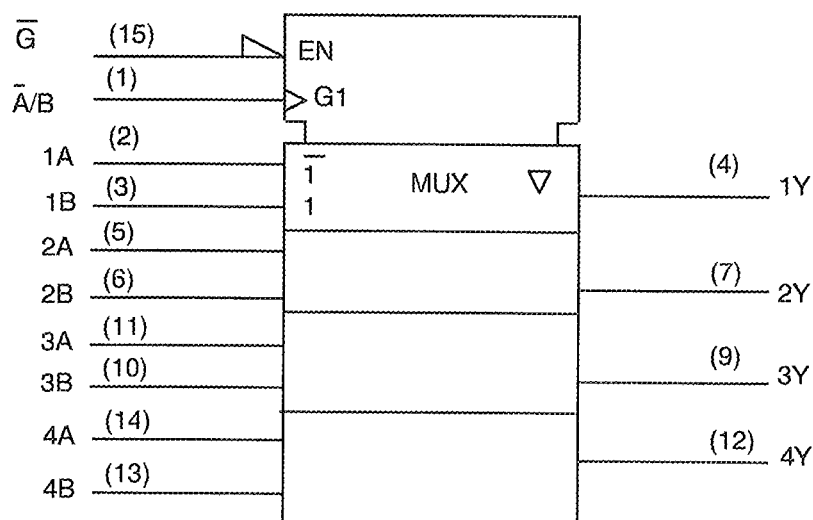 G̅ (15) EN
A̅/B (1) G1
1A (2) 1̅ MUX ▽ (4) 1Y
1B (3) 1
2A (5)
2B (6) (7) 2Y
3A (11)
3B (10) (9) 3Y
4A (14) (12) 4Y
4B (13)